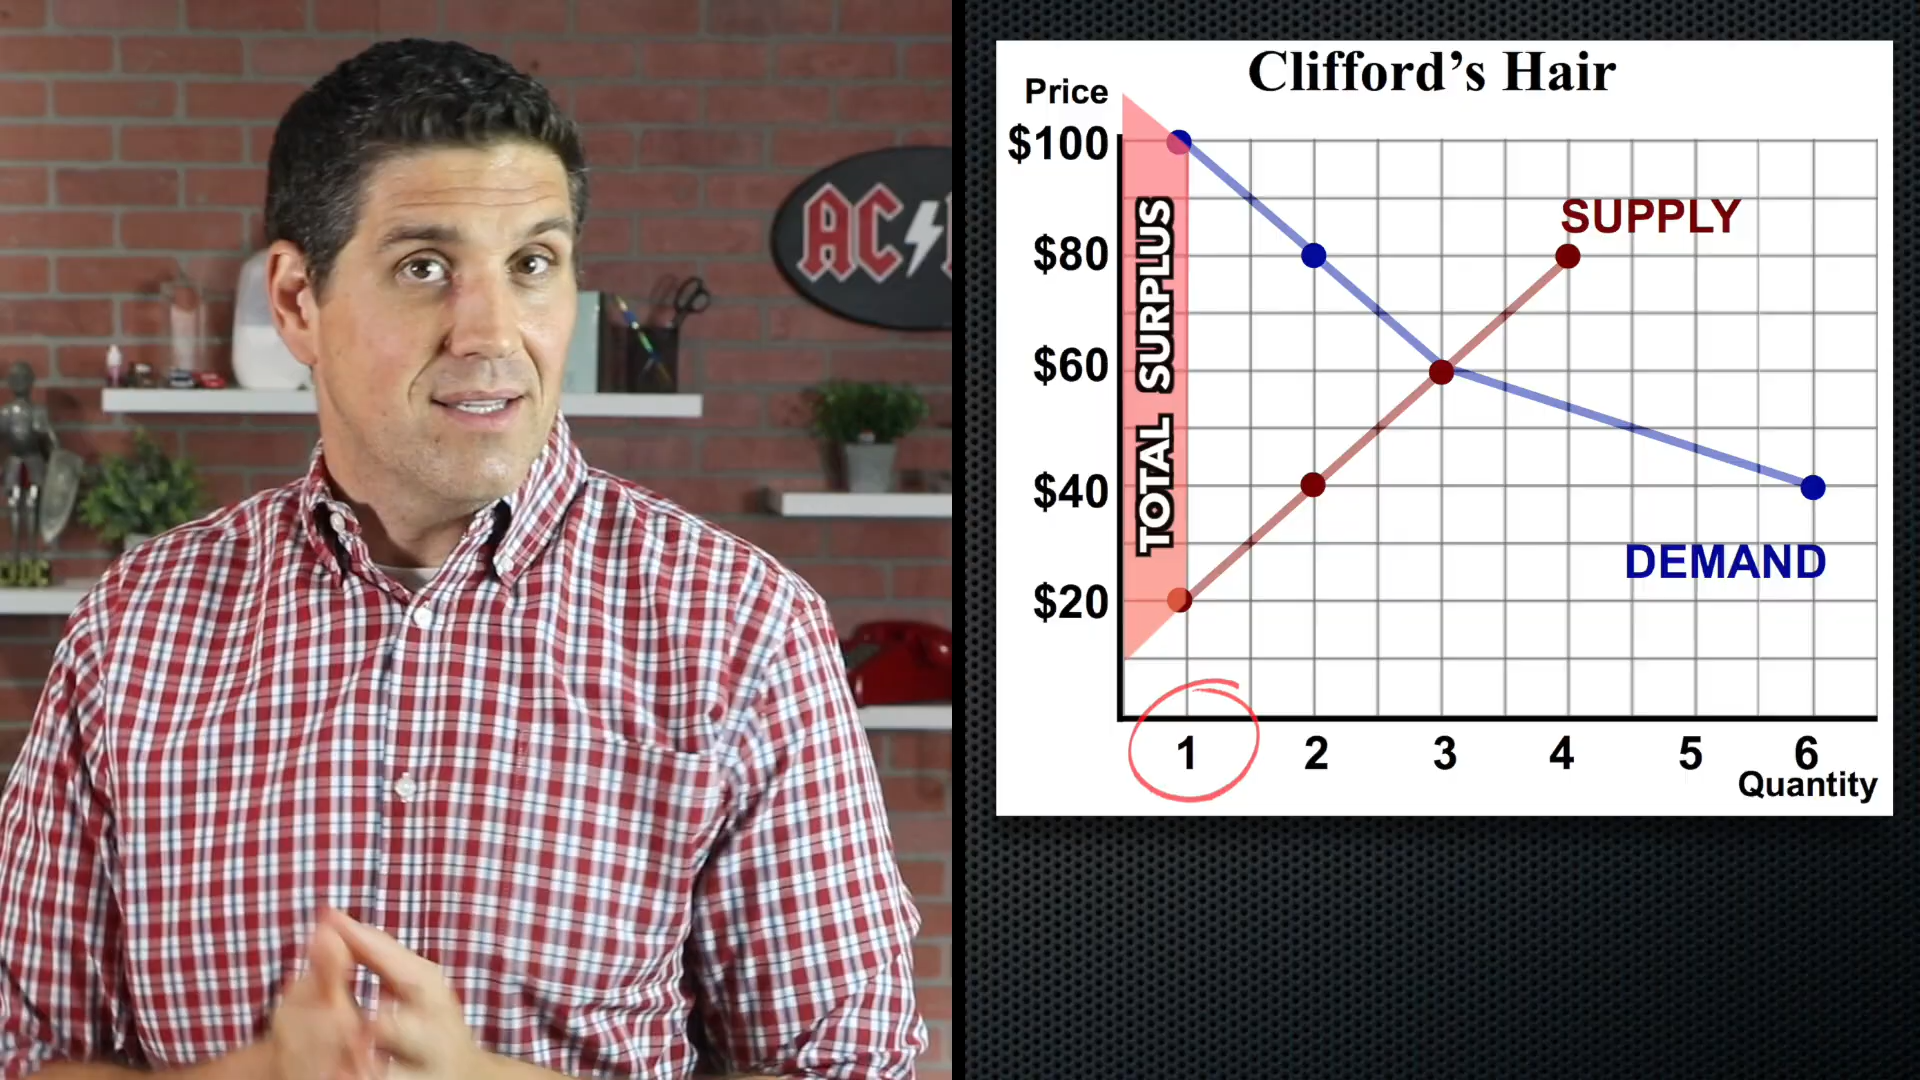 AC⚡
Clifford's Hair
Price
$100
$80
$60
$40
$20
TOTAL SURPLUS
SUPPLY
DEMAND
1 2 3 4 5 6
Quantity